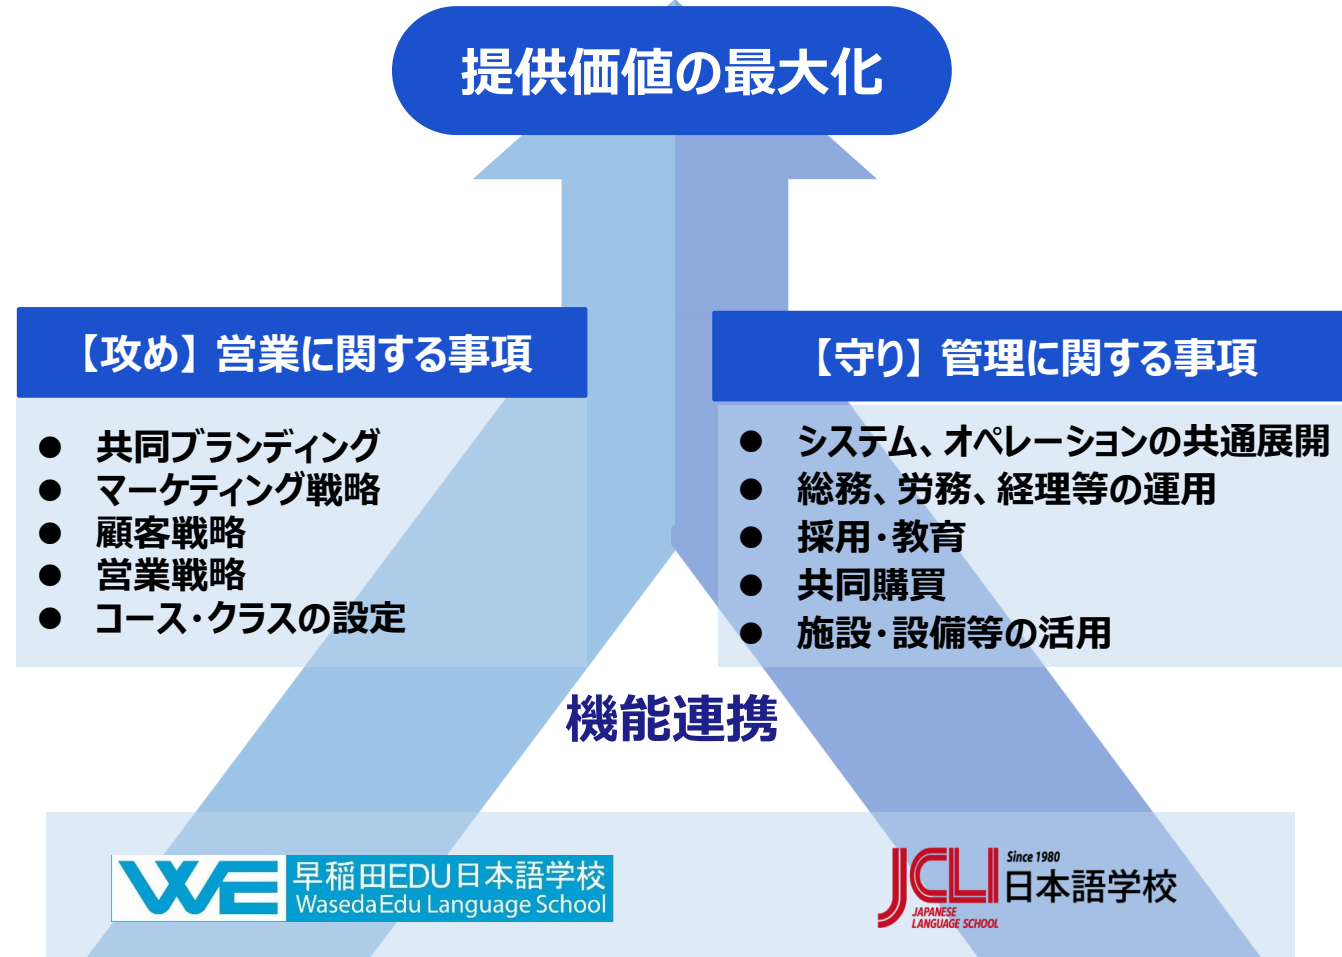 提供価値の最大化
【攻め】営業に関する事項
● 共同ブランディング
● マーケティング戦略
● 顧客戦略
● 営業戦略
● コース・クラスの設定
【守り】管理に関する事項
● システム、オペレーションの共通展開
● 総務、労務、経理等の運用
● 採用・教育
● 共同購買
● 施設・設備等の活用
機能連携
WE 早稲田EDU日本語学校
WasedaEdu Language School
JCLI
Since 1980
日本語学校
JAPANESE
LANGUAGE SCHOOL